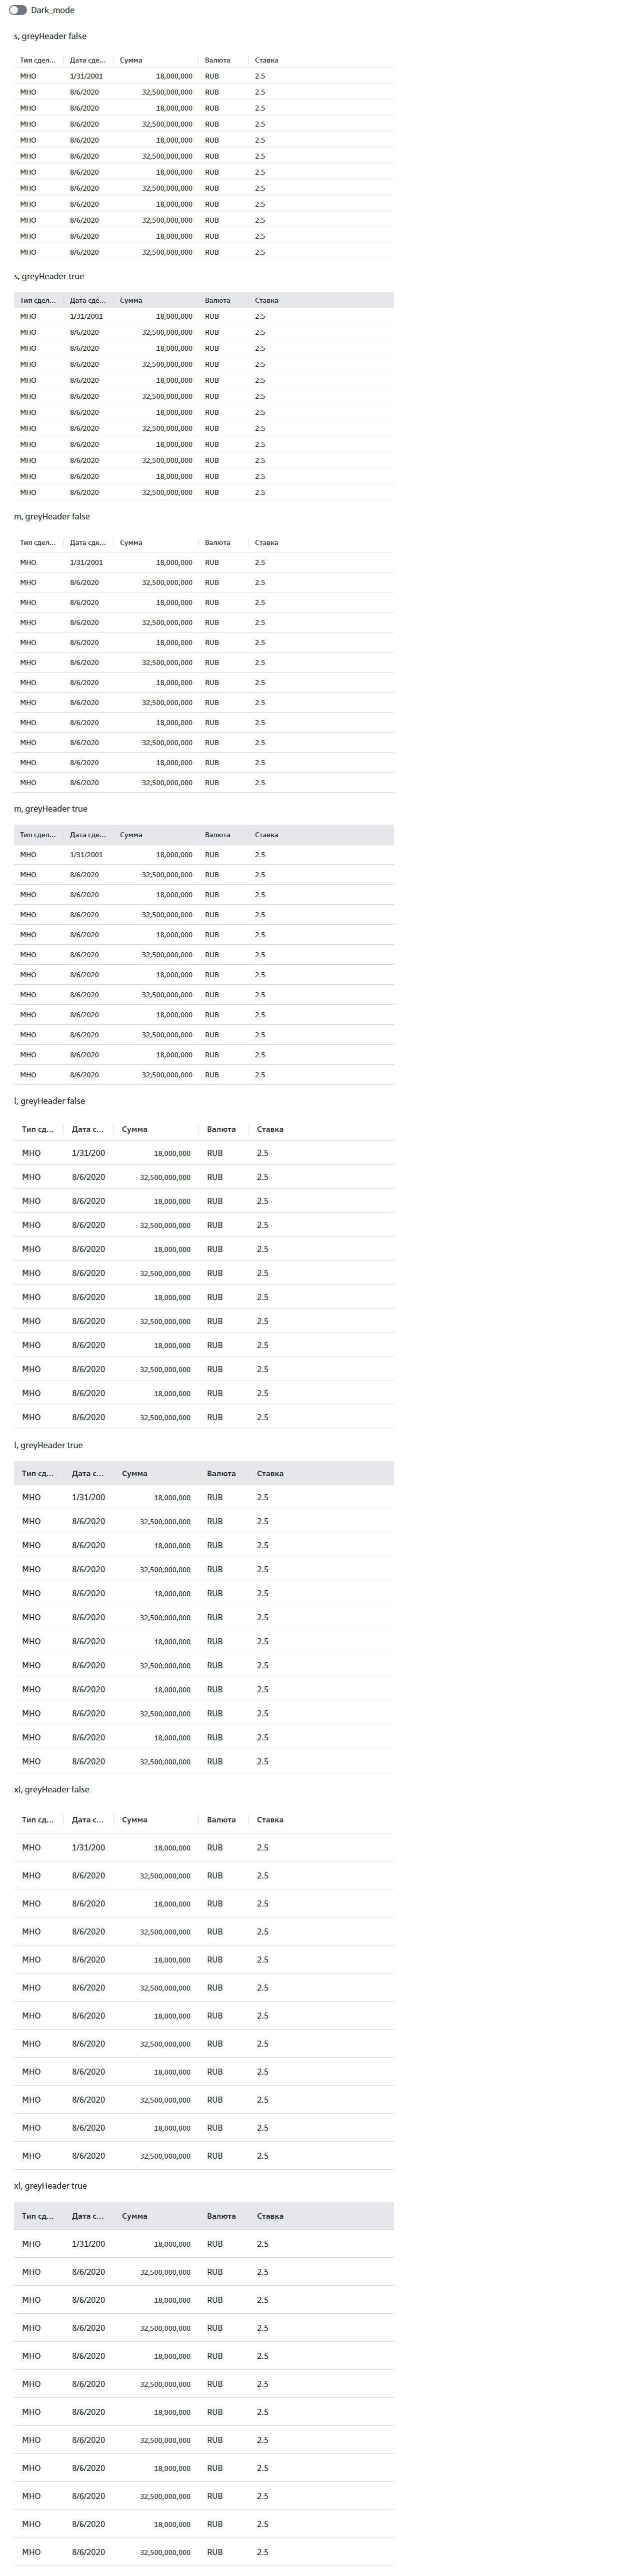 Dark_mode
s, greyHeader false
Тип сдел... Дата сде... Сумма Валюта Ставка
МНО 1/31/2001 18,000,000 RUB 2.5
МНО 8/6/2020 32,500,000,000 RUB 2.5
МНО 8/6/2020 18,000,000 RUB 2.5
МНО 8/6/2020 32,500,000,000 RUB 2.5
МНО 8/6/2020 18,000,000 RUB 2.5
МНО 8/6/2020 32,500,000,000 RUB 2.5
МНО 8/6/2020 18,000,000 RUB 2.5
МНО 8/6/2020 32,500,000,000 RUB 2.5
МНО 8/6/2020 18,000,000 RUB 2.5
МНО 8/6/2020 32,500,000,000 RUB 2.5
МНО 8/6/2020 18,000,000 RUB 2.5
МНО 8/6/2020 32,500,000,000 RUB 2.5
s, greyHeader true
Тип сдел... Дата сде... Сумма Валюта Ставка
МНО 1/31/2001 18,000,000 RUB 2.5
МНО 8/6/2020 32,500,000,000 RUB 2.5
МНО 8/6/2020 18,000,000 RUB 2.5
МНО 8/6/2020 32,500,000,000 RUB 2.5
МНО 8/6/2020 18,000,000 RUB 2.5
МНО 8/6/2020 32,500,000,000 RUB 2.5
МНО 8/6/2020 18,000,000 RUB 2.5
МНО 8/6/2020 32,500,000,000 RUB 2.5
МНО 8/6/2020 18,000,000 RUB 2.5
МНО 8/6/2020 32,500,000,000 RUB 2.5
МНО 8/6/2020 18,000,000 RUB 2.5
МНО 8/6/2020 32,500,000,000 RUB 2.5
m, greyHeader false
Тип сдел... Дата сде... Сумма Валюта Ставка
МНО 1/31/2001 18,000,000 RUB 2.5
МНО 8/6/2020 32,500,000,000 RUB 2.5
МНО 8/6/2020 18,000,000 RUB 2.5
МНО 8/6/2020 32,500,000,000 RUB 2.5
МНО 8/6/2020 18,000,000 RUB 2.5
МНО 8/6/2020 32,500,000,000 RUB 2.5
МНО 8/6/2020 18,000,000 RUB 2.5
МНО 8/6/2020 32,500,000,000 RUB 2.5
МНО 8/6/2020 18,000,000 RUB 2.5
МНО 8/6/2020 32,500,000,000 RUB 2.5
МНО 8/6/2020 18,000,000 RUB 2.5
МНО 8/6/2020 32,500,000,000 RUB 2.5
m, greyHeader true
Тип сдел... Дата сде... Сумма Валюта Ставка
МНО 1/31/2001 18,000,000 RUB 2.5
МНО 8/6/2020 32,500,000,000 RUB 2.5
МНО 8/6/2020 18,000,000 RUB 2.5
МНО 8/6/2020 32,500,000,000 RUB 2.5
МНО 8/6/2020 18,000,000 RUB 2.5
МНО 8/6/2020 32,500,000,000 RUB 2.5
МНО 8/6/2020 18,000,000 RUB 2.5
МНО 8/6/2020 32,500,000,000 RUB 2.5
МНО 8/6/2020 18,000,000 RUB 2.5
МНО 8/6/2020 32,500,000,000 RUB 2.5
МНО 8/6/2020 18,000,000 RUB 2.5
МНО 8/6/2020 32,500,000,000 RUB 2.5
l, greyHeader false
Тип сд... Дата с... Сумма Валюта Ставка
МНО 1/31/200 18,000,000 RUB 2.5
МНО 8/6/2020 32,500,000,000 RUB 2.5
МНО 8/6/2020 18,000,000 RUB 2.5
МНО 8/6/2020 32,500,000,000 RUB 2.5
МНО 8/6/2020 18,000,000 RUB 2.5
МНО 8/6/2020 32,500,000,000 RUB 2.5
МНО 8/6/2020 18,000,000 RUB 2.5
МНО 8/6/2020 32,500,000,000 RUB 2.5
МНО 8/6/2020 18,000,000 RUB 2.5
МНО 8/6/2020 32,500,000,000 RUB 2.5
МНО 8/6/2020 18,000,000 RUB 2.5
МНО 8/6/2020 32,500,000,000 RUB 2.5
l, greyHeader true
Тип сд... Дата с... Сумма Валюта Ставка
МНО 1/31/200 18,000,000 RUB 2.5
МНО 8/6/2020 32,500,000,000 RUB 2.5
МНО 8/6/2020 18,000,000 RUB 2.5
МНО 8/6/2020 32,500,000,000 RUB 2.5
МНО 8/6/2020 18,000,000 RUB 2.5
МНО 8/6/2020 32,500,000,000 RUB 2.5
МНО 8/6/2020 18,000,000 RUB 2.5
МНО 8/6/2020 32,500,000,000 RUB 2.5
МНО 8/6/2020 18,000,000 RUB 2.5
МНО 8/6/2020 32,500,000,000 RUB 2.5
МНО 8/6/2020 18,000,000 RUB 2.5
МНО 8/6/2020 32,500,000,000 RUB 2.5
xl, greyHeader false
Тип сд... Дата с... Сумма Валюта Ставка
МНО 1/31/200 18,000,000 RUB 2.5
МНО 8/6/2020 32,500,000,000 RUB 2.5
МНО 8/6/2020 18,000,000 RUB 2.5
МНО 8/6/2020 32,500,000,000 RUB 2.5
МНО 8/6/2020 18,000,000 RUB 2.5
МНО 8/6/2020 32,500,000,000 RUB 2.5
МНО 8/6/2020 18,000,000 RUB 2.5
МНО 8/6/2020 32,500,000,000 RUB 2.5
МНО 8/6/2020 18,000,000 RUB 2.5
МНО 8/6/2020 32,500,000,000 RUB 2.5
МНО 8/6/2020 18,000,000 RUB 2.5
МНО 8/6/2020 32,500,000,000 RUB 2.5
xl, greyHeader true
Тип сд... Дата с... Сумма Валюта Ставка
МНО 1/31/200 18,000,000 RUB 2.5
МНО 8/6/2020 32,500,000,000 RUB 2.5
МНО 8/6/2020 18,000,000 RUB 2.5
МНО 8/6/2020 32,500,000,000 RUB 2.5
МНО 8/6/2020 18,000,000 RUB 2.5
МНО 8/6/2020 32,500,000,000 RUB 2.5
МНО 8/6/2020 18,000,000 RUB 2.5
МНО 8/6/2020 32,500,000,000 RUB 2.5
МНО 8/6/2020 18,000,000 RUB 2.5
МНО 8/6/2020 32,500,000,000 RUB 2.5
МНО 8/6/2020 18,000,000 RUB 2.5
МНО 8/6/2020 32,500,000,000 RUB 2.5